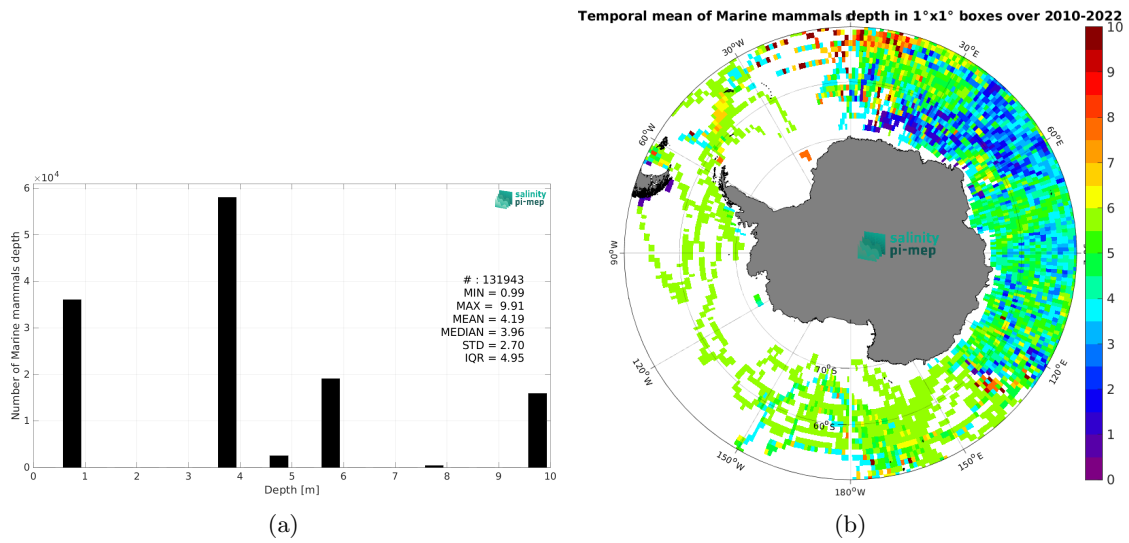 ×10⁴
6
5
4
3
2
1
0
Number of Marine mammals depth
0 1 2 3 4 5 6 7 8 9 10
Depth [m]
salinity
pi-mep
# : 131943
MIN = 0.99
MAX = 9.91
MEAN = 4.19
MEDIAN = 3.96
STD = 2.70
IQR = 4.95
(a)
Temporal mean of Marine mammals depth in 1°x1° boxes over 2010-2022
30°W
30°E
60°W
60°E
90°W
120°W
120°E
150°W
150°E
180°W
70°S
60°S
salinity
pi-mep
10
9
8
7
6
5
4
3
2
1
0
(b)